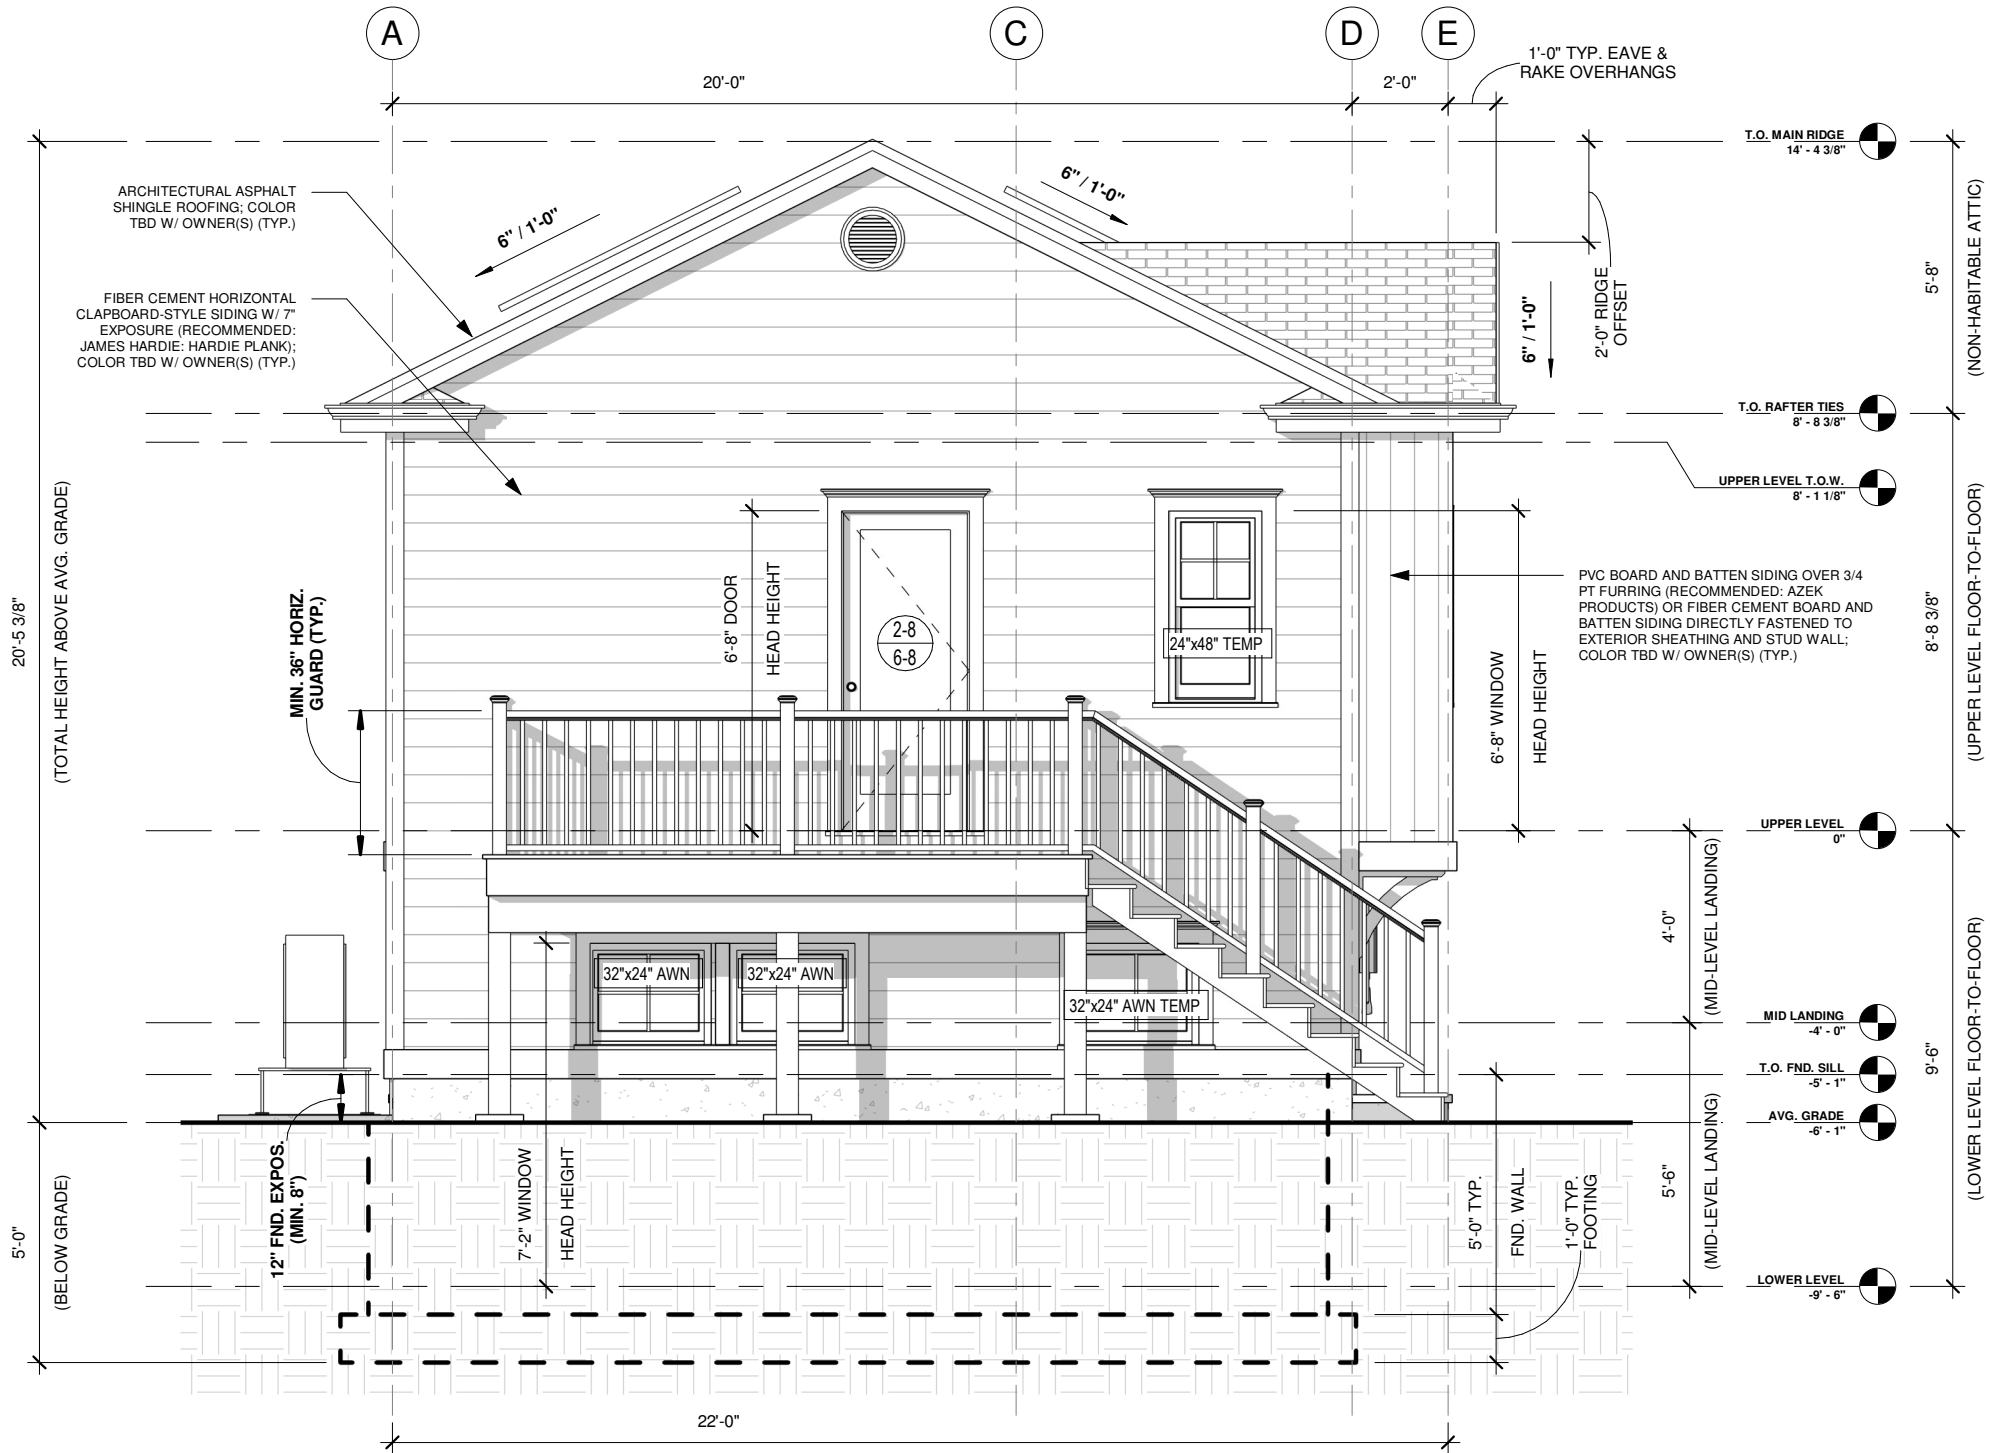 A
C
D
E
20'-0"
2'-0"
1'-0" TYP. EAVE &
RAKE OVERHANGS
T.O. MAIN RIDGE
14' - 4 3/8"
ARCHITECTURAL ASPHALT
SHINGLE ROOFING; COLOR
TBD W/ OWNER(S) (TYP.)
6" / 1'-0"
6" / 1'-0"
6" / 1'-0"
2'-0" RIDGE
OFFSET
5'-8"
(NON-HABITABLE ATTIC)
FIBER CEMENT HORIZONTAL
CLAPBOARD-STYLE SIDING W/ 7"
EXPOSURE (RECOMMENDED:
JAMES HARDIE: HARDIE PLANK);
COLOR TBD W/ OWNER(S) (TYP.)
T.O. RAFTER TIES
8' - 8 3/8"
UPPER LEVEL T.O.W.
8' - 1 1/8"
20'-5 3/8"
(TOTAL HEIGHT ABOVE AVG. GRADE)
MIN. 36" HORIZ.
GUARD (TYP.)
6'-8" DOOR
HEAD HEIGHT
2-8
6-8
24"x48" TEMP
6'-8" WINDOW
HEAD HEIGHT
PVC BOARD AND BATTEN SIDING OVER 3/4
PT FURRING (RECOMMENDED: AZEK
PRODUCTS) OR FIBER CEMENT BOARD AND
BATTEN SIDING DIRECTLY FASTENED TO
EXTERIOR SHEATHING AND STUD WALL;
COLOR TBD W/ OWNER(S) (TYP.)
8'-8 3/8"
(UPPER LEVEL FLOOR-TO-FLOOR)
UPPER LEVEL
0"
4'-0"
(MID-LEVEL LANDING)
32"x24" AWN
32"x24" AWN
32"x24" AWN TEMP
MID LANDING
-4' - 0"
T.O. FND. SILL
-5' - 1"
AVG. GRADE
-6' - 1"
9'-6"
(LOWER LEVEL FLOOR-TO-FLOOR)
12" FND. EXPOS.
(MIN. 8")
7'-2" WINDOW
HEAD HEIGHT
5'-0" TYP.
FND. WALL
1'-0" TYP.
FOOTING
5'-6"
(MID-LEVEL LANDING)
5'-0"
(BELOW GRADE)
LOWER LEVEL
-9' - 6"
22'-0"